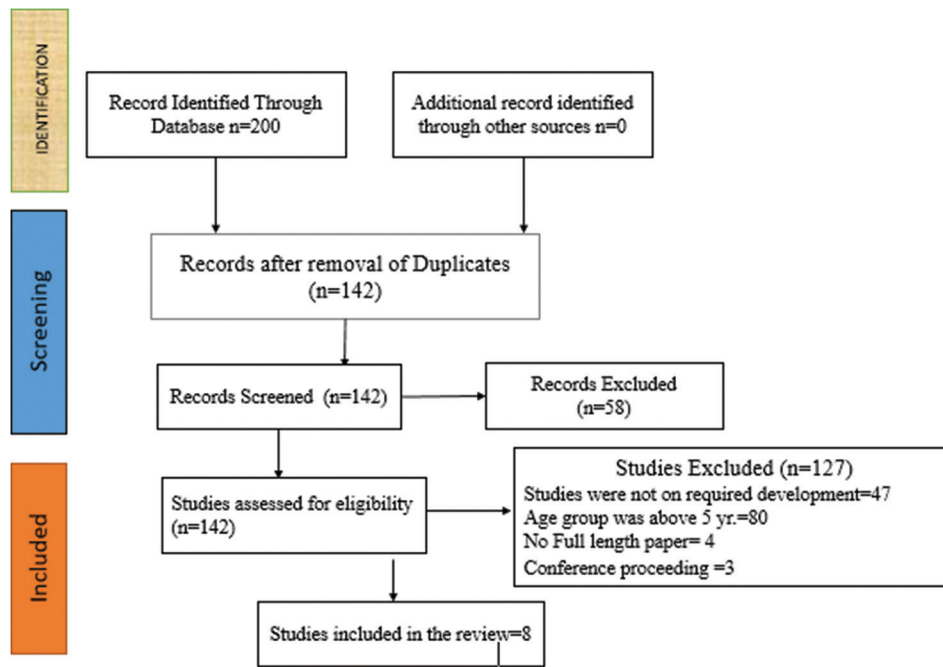 IDENTIFICATION
Record Identified Through
Database n=200
Additional record identified
through other sources n=0
Screening
Records after removal of Duplicates
(n=142)
Records Screened (n=142)
Records Excluded
(n=58)
Included
Studies assessed for eligibility
(n=142)
Studies Excluded (n=127)
Studies were not on required development=47
Age group was above 5 yr.=80
No Full length paper= 4
Conference proceeding =3
Studies included in the review=8